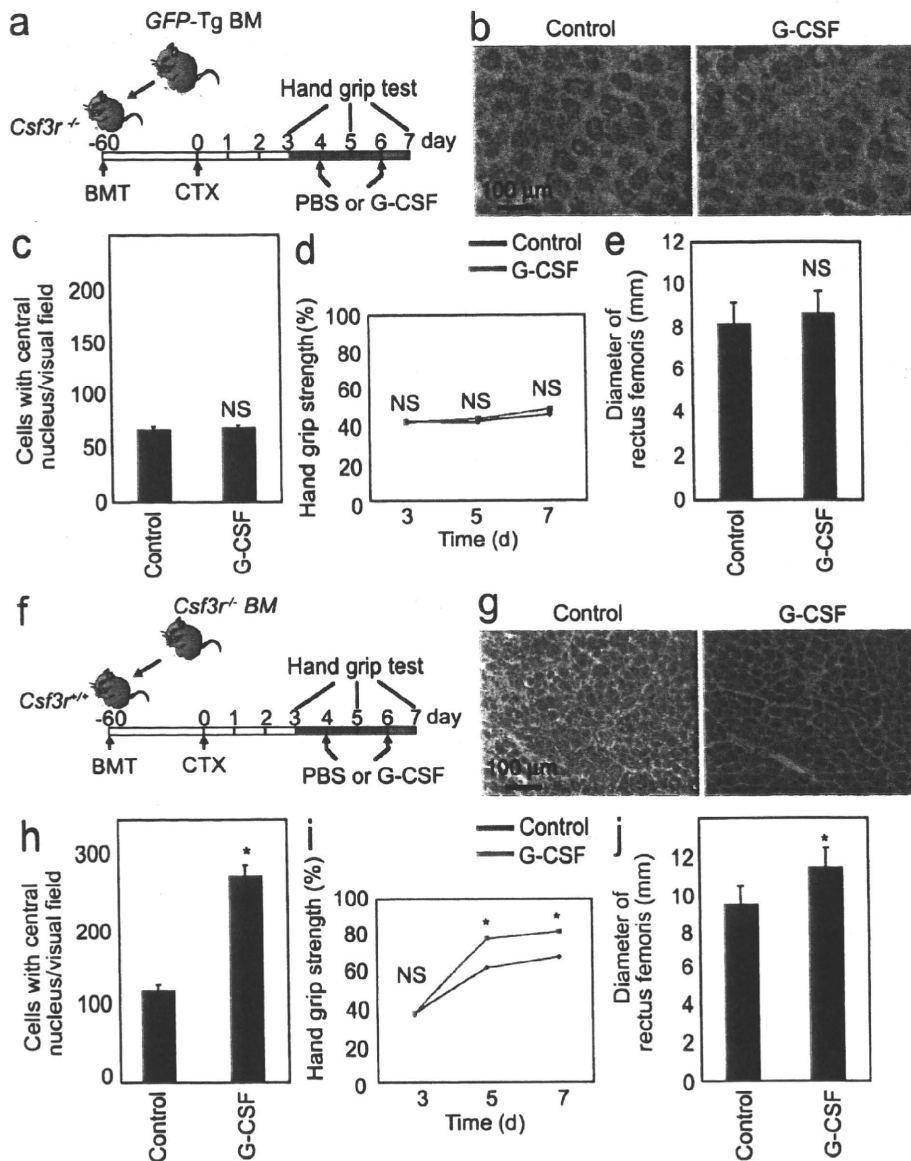 a
GFP-Tg BM
Csf3r -/-
Hand grip test
-60 0 1 2 3 4 5 6 7 day
BMT
CTX
PBS or G-CSF
b
Control
G-CSF
100 μm
c
Cells with central
nucleus/visual field
200
150
100
50
0
NS
Control
G-CSF
d
Control
G-CSF
Hand grip strength (%)
100
80
60
40
20
0
NS NS NS
3 5 7
Time (d)
e
Diameter of
rectus femoris (mm)
12
10
8
6
4
2
0
NS
Control
G-CSF
f
Csf3r-/- BM
Csf3r+/+
Hand grip test
-60 0 1 2 3 4 5 6 7 day
BMT
CTX
PBS or G-CSF
g
Control
G-CSF
100 μm
h
Cells with central
nucleus/visual field
300
200
100
0
*
Control
G-CSF
i
Control
G-CSF
Hand grip strength (%)
100
80
60
40
20
0
NS * *
3 5 7
Time (d)
j
Diameter of
rectus femoris (mm)
12
10
8
6
4
2
0
*
Control
G-CSF